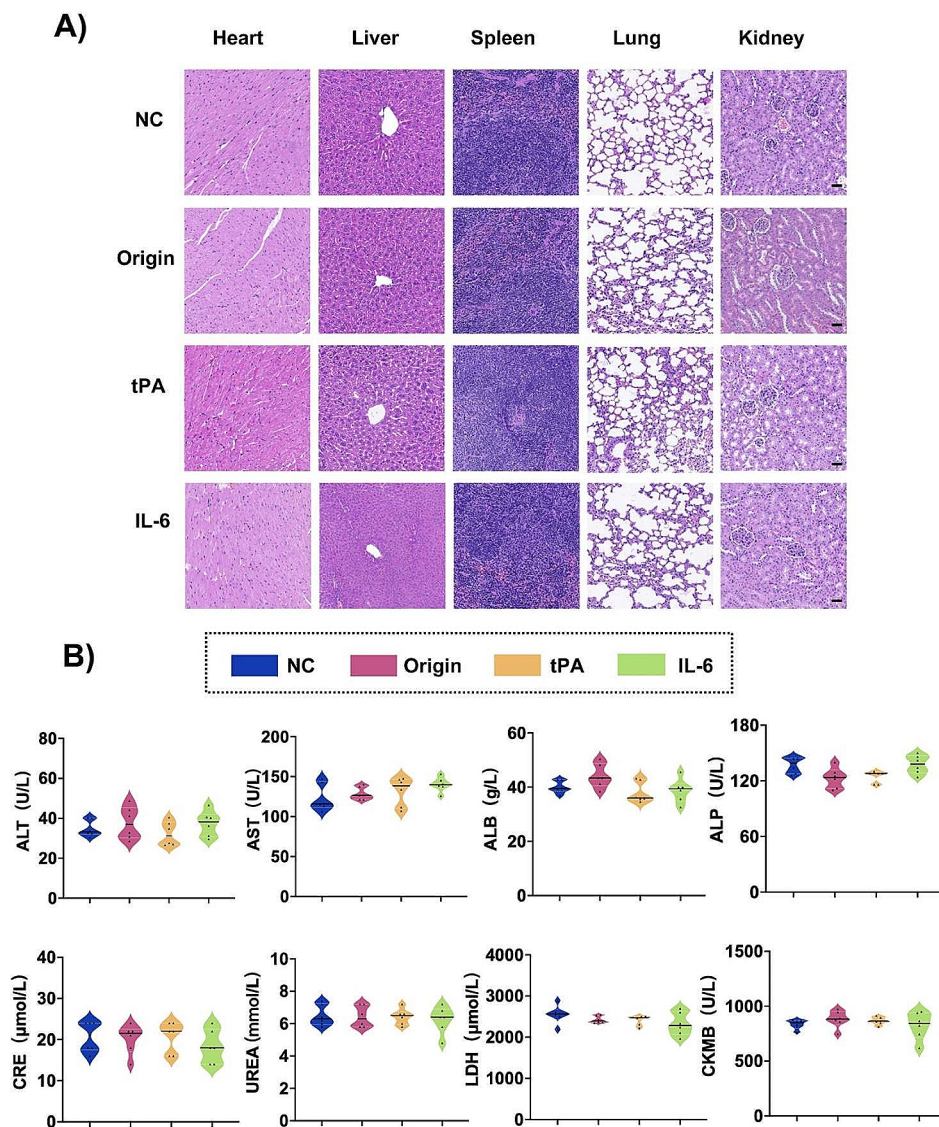 A)
Heart Liver Spleen Lung Kidney
NC
Origin
tPA
IL-6
B)
NC Origin tPA IL-6
ALT (U/L)
80
60
40
20
0
AST (U/L)
200
150
100
50
0
ALB (g/L)
60
40
20
0
ALP (U/L)
180
120
60
0
CRE (μmol/L)
40
30
20
10
0
UREA (mmol/L)
8
6
4
2
0
LDH (μmol/L)
4000
3000
2000
1000
0
CKMB (U/L)
1500
1000
500
0